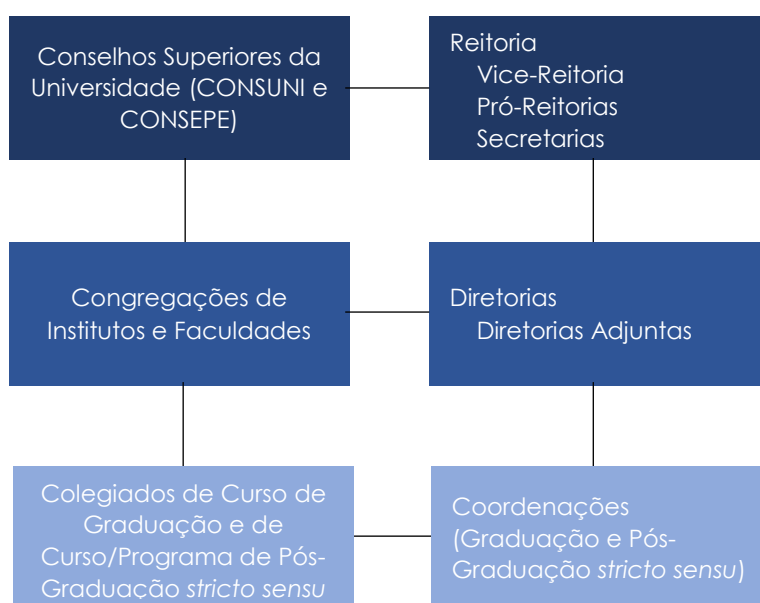 Conselhos Superiores da
Universidade (CONSUNI e
CONSEPE)
Reitoria
Vice-Reitoria
Pró-Reitorias
Secretarias
Congregações de
Institutos e Faculdades
Diretorias
Diretorias Adjuntas
Colegiados de Curso de
Graduação e de
Curso/Programa de Pós-
Graduação stricto sensu
Coordenações
(Graduação e Pós-
Graduação stricto sensu)